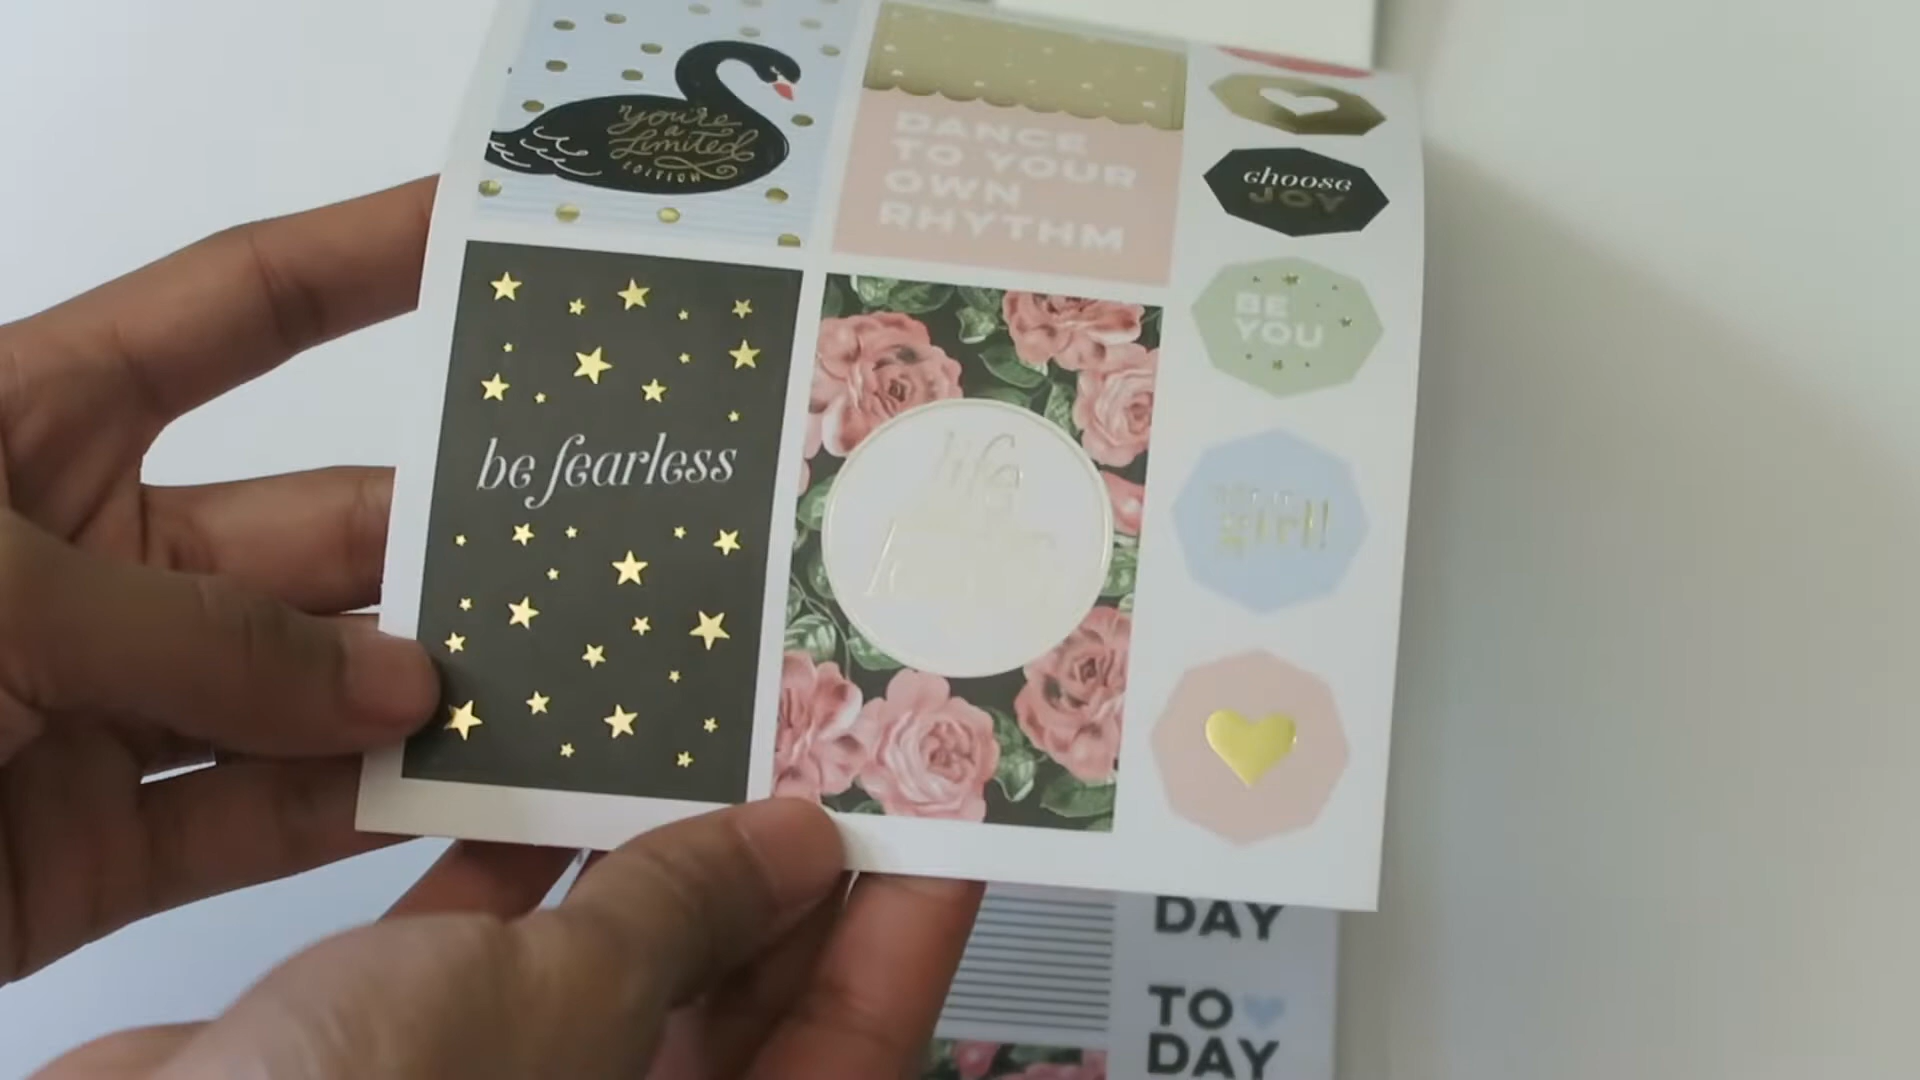 you're
a
limited
EDITION
DANCE
TO YOUR
OWN
RHYTHM
choose
JOY
BE
YOU
be fearless
life
girl!
DAY
TO
DAY